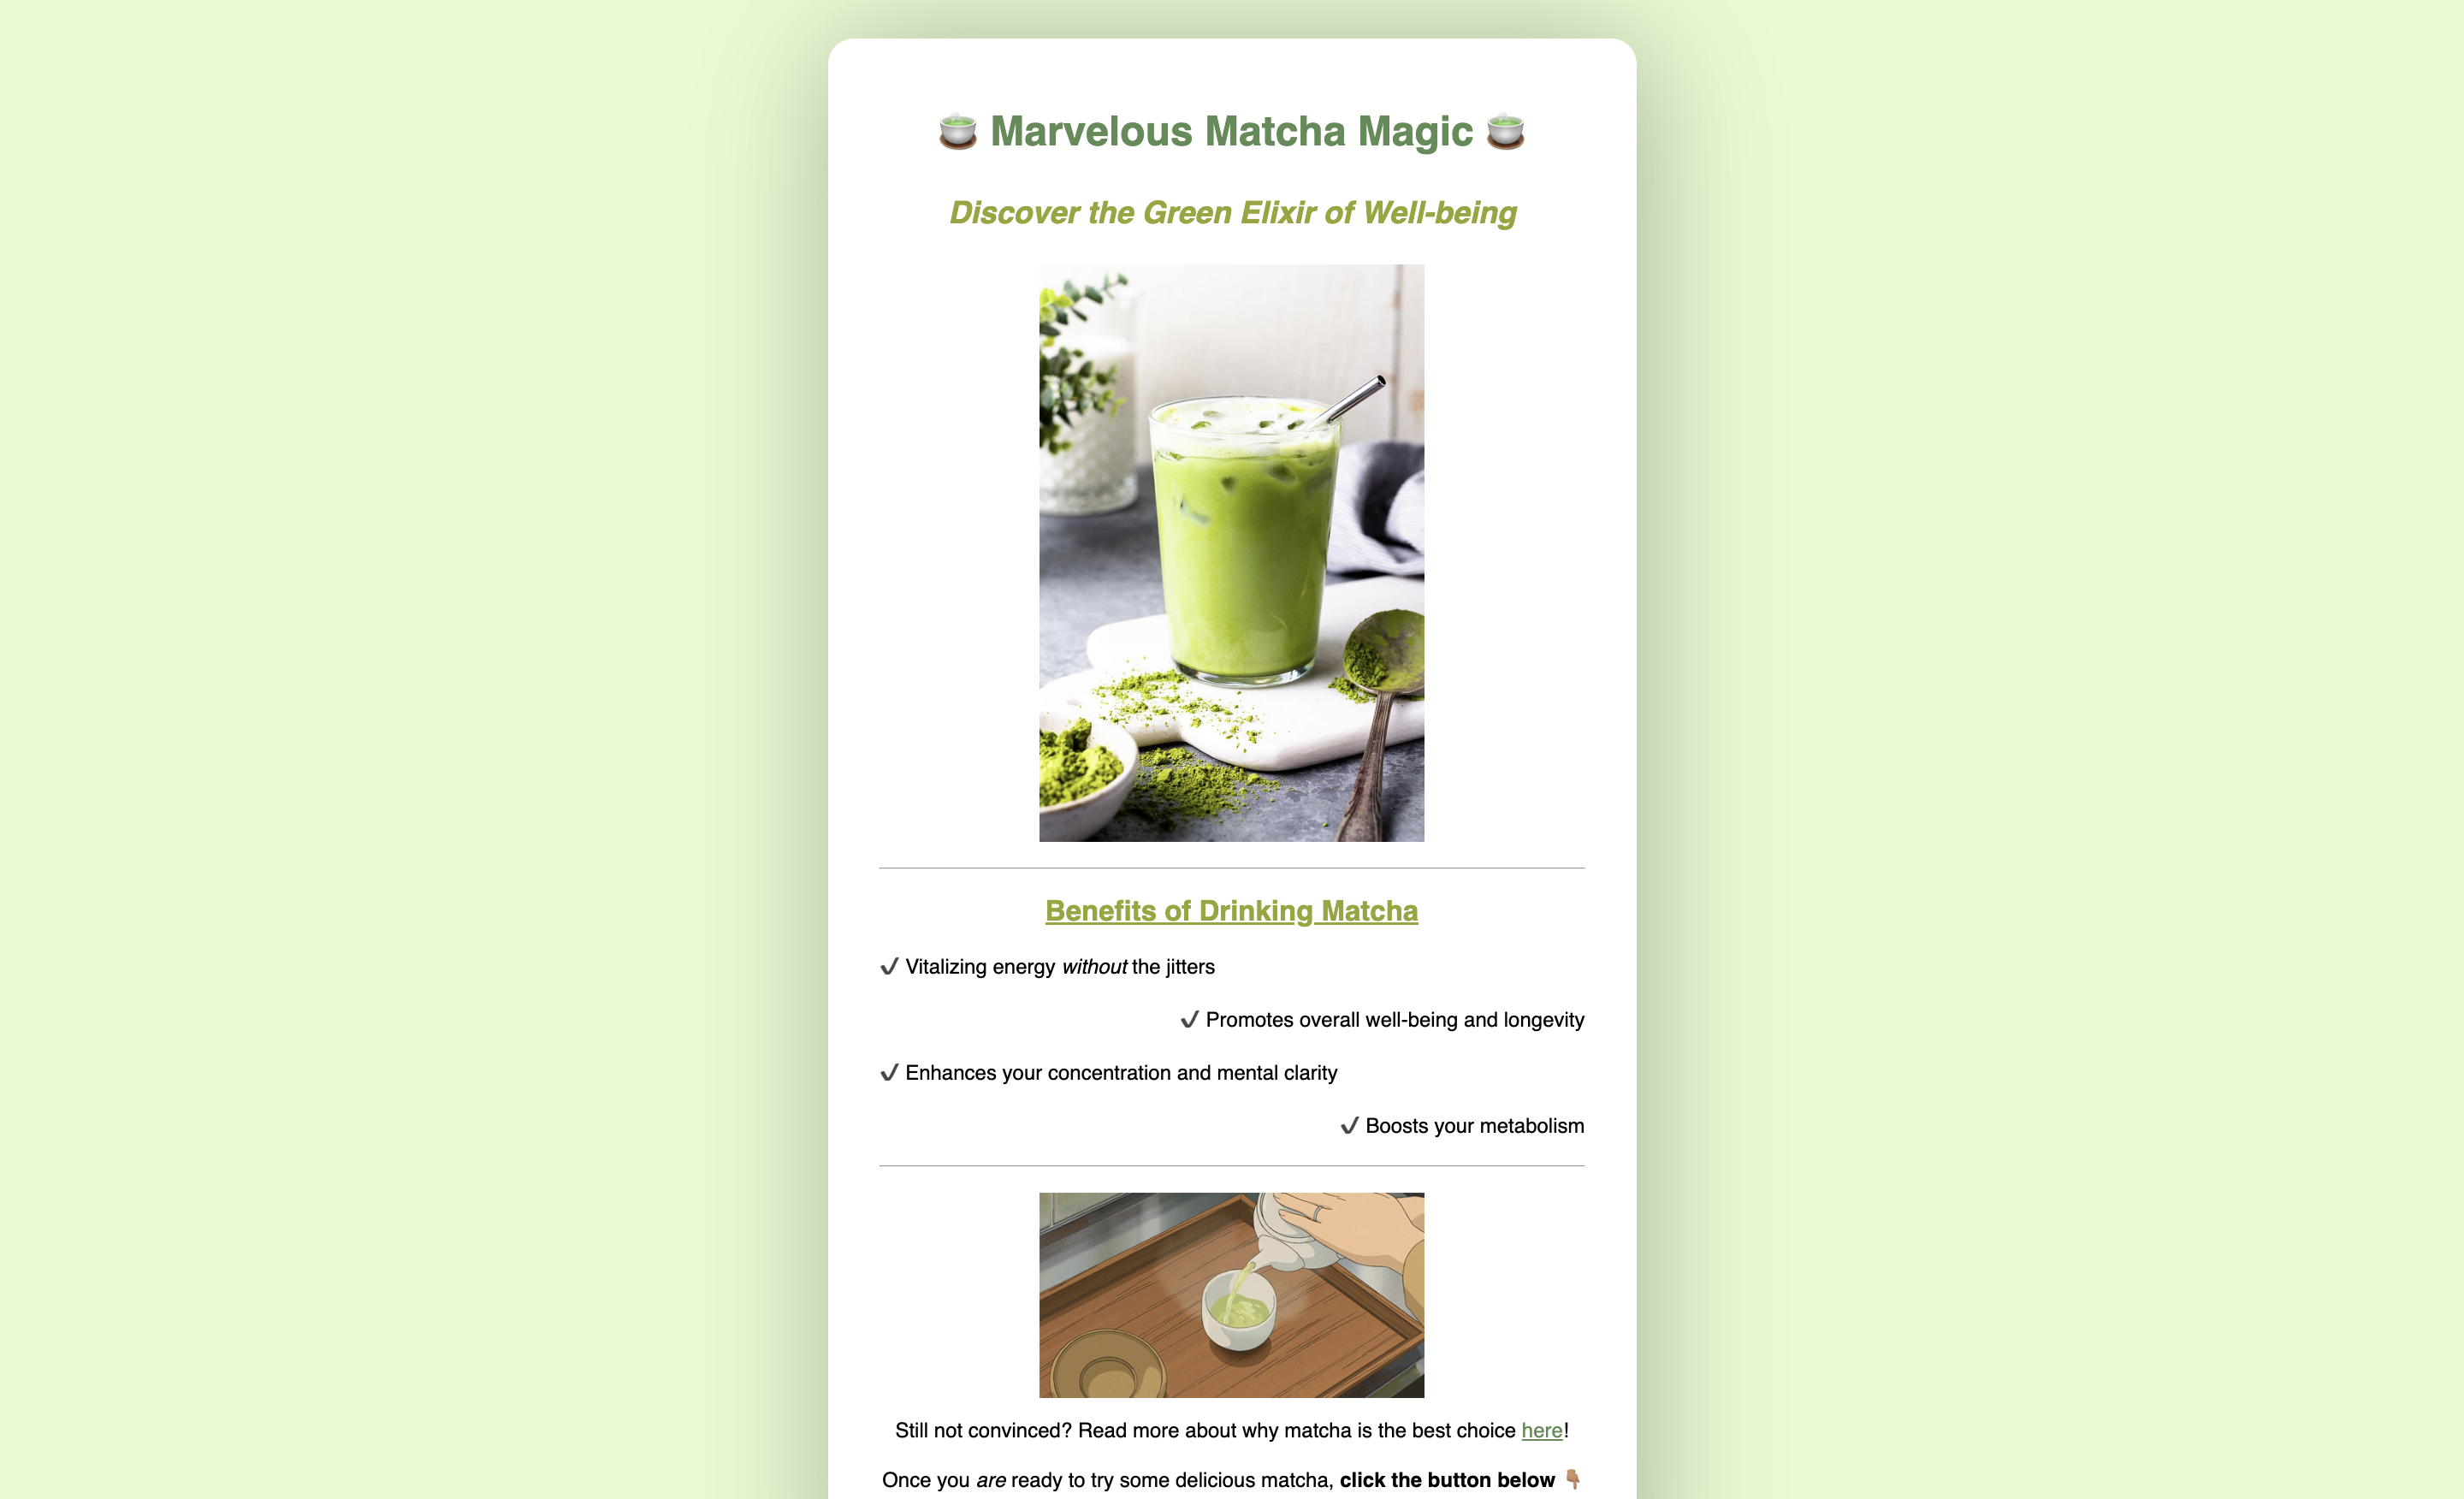 🍵 Marvelous Matcha Magic 🍵
Discover the Green Elixir of Well-being
Benefits of Drinking Matcha
✔️ Vitalizing energy without the jitters
✔️ Promotes overall well-being and longevity
✔️ Enhances your concentration and mental clarity
✔️ Boosts your metabolism
Still not convinced? Read more about why matcha is the best choice here!
Once you are ready to try some delicious matcha, click the button below 👇🏽